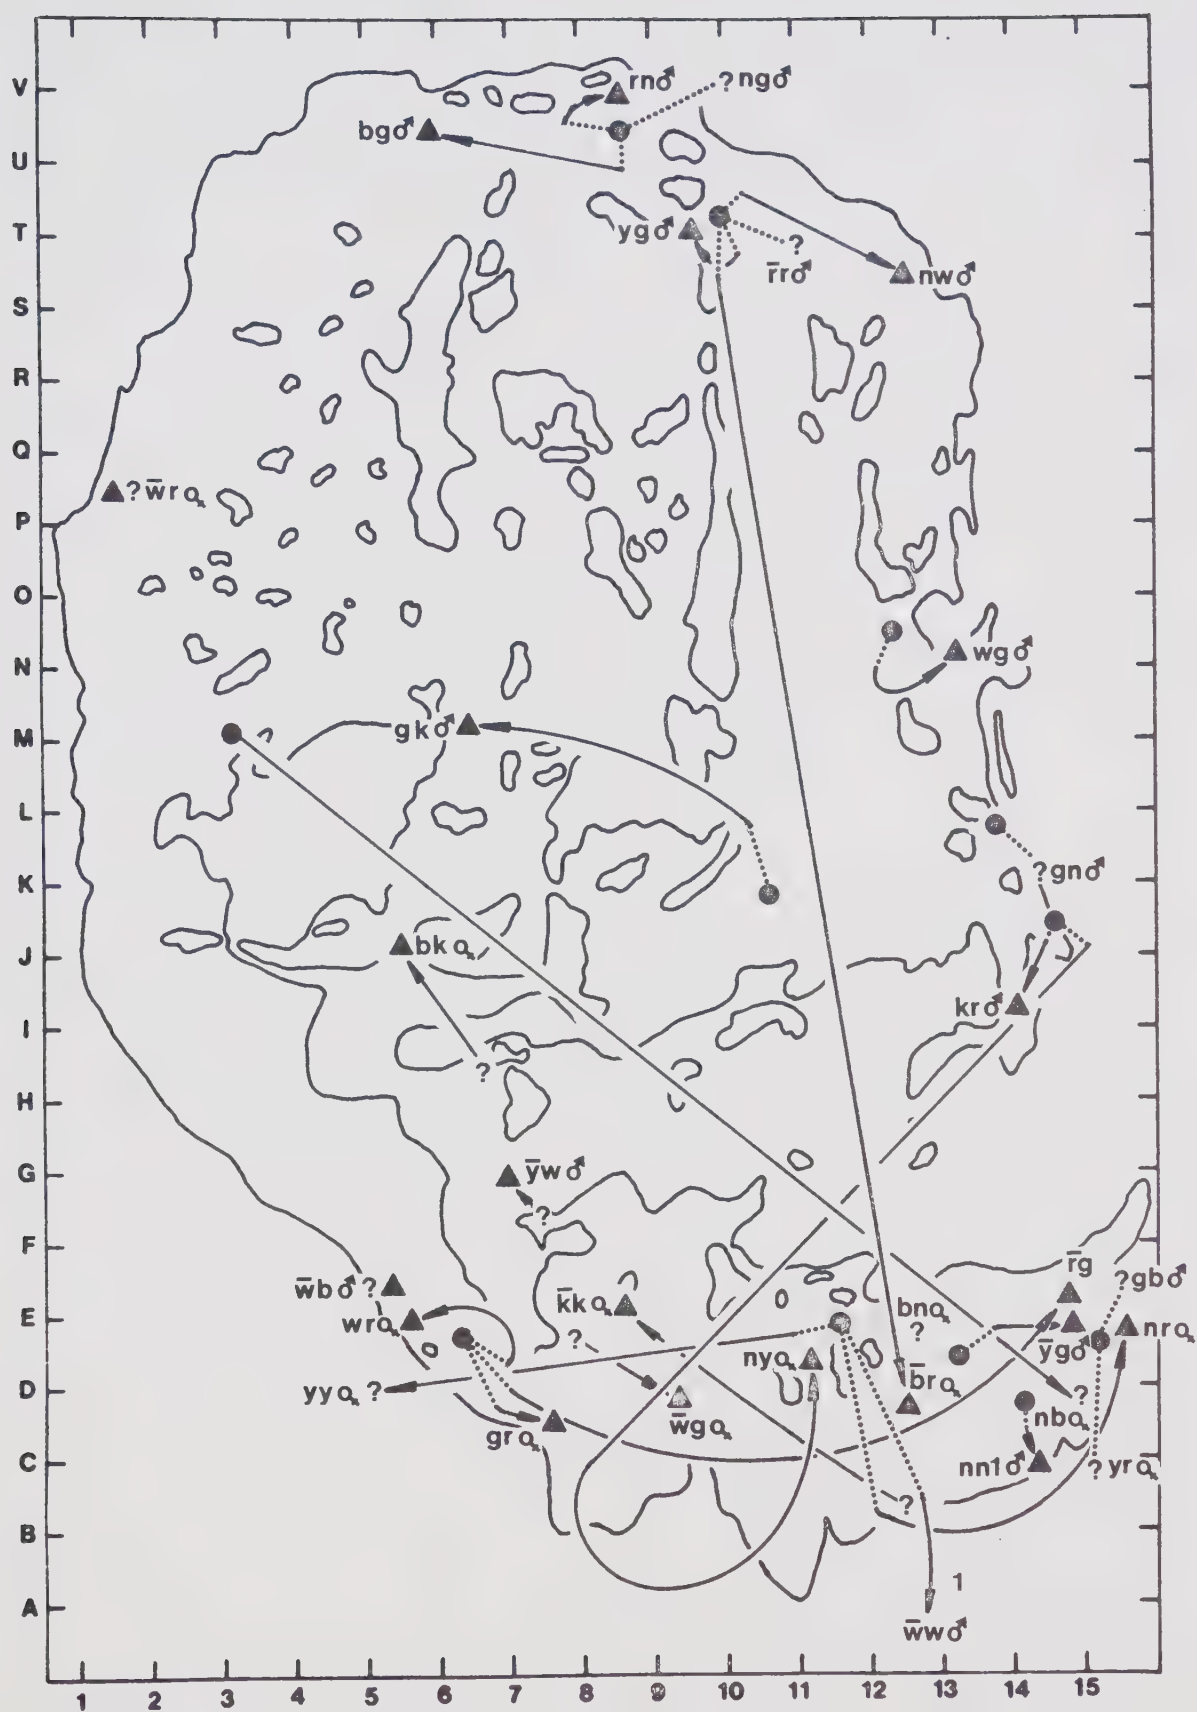 V
rn♂
?ng♂
bg♂
U
T
yg♂
?
r̄r♂
nw♂
S
R
Q
?w̄r♀
P
O
N
wg♂
M
gk♂
?
L
K
?gn♂
J
bk♀
kr♂
I
?
H
G
ȳw♂
?
F
r̄g
w̄b♂?
?gb♂
k̄k♀
bn♀
E
wr♀
?
?
nr♀
ȳg♂
ny♀
D
yy♀?
b̄r♀
?
w̄g♀
nb♀
gr♀
C
nn1♂
?yr♀
?
B
1
A
w̄w♂
1 2 3 4 5 6 7 8 9 10 11 12 13 14 15